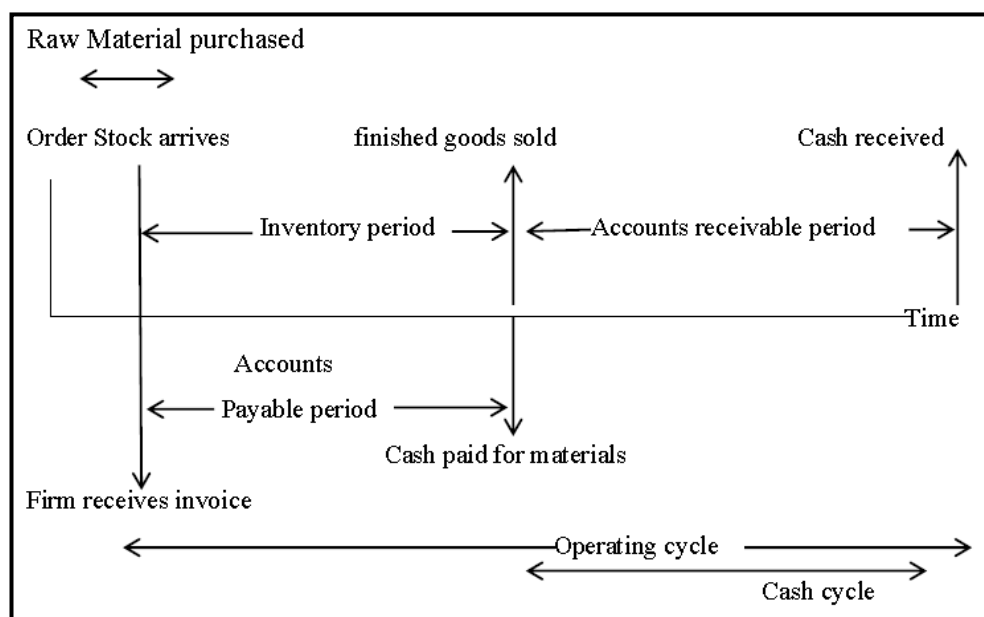 Raw Material purchased
Order Stock arrives finished goods sold Cash received
Inventory period Accounts receivable period
Time
Accounts
Payable period
Cash paid for materials
Firm receives invoice
Operating cycle
Cash cycle